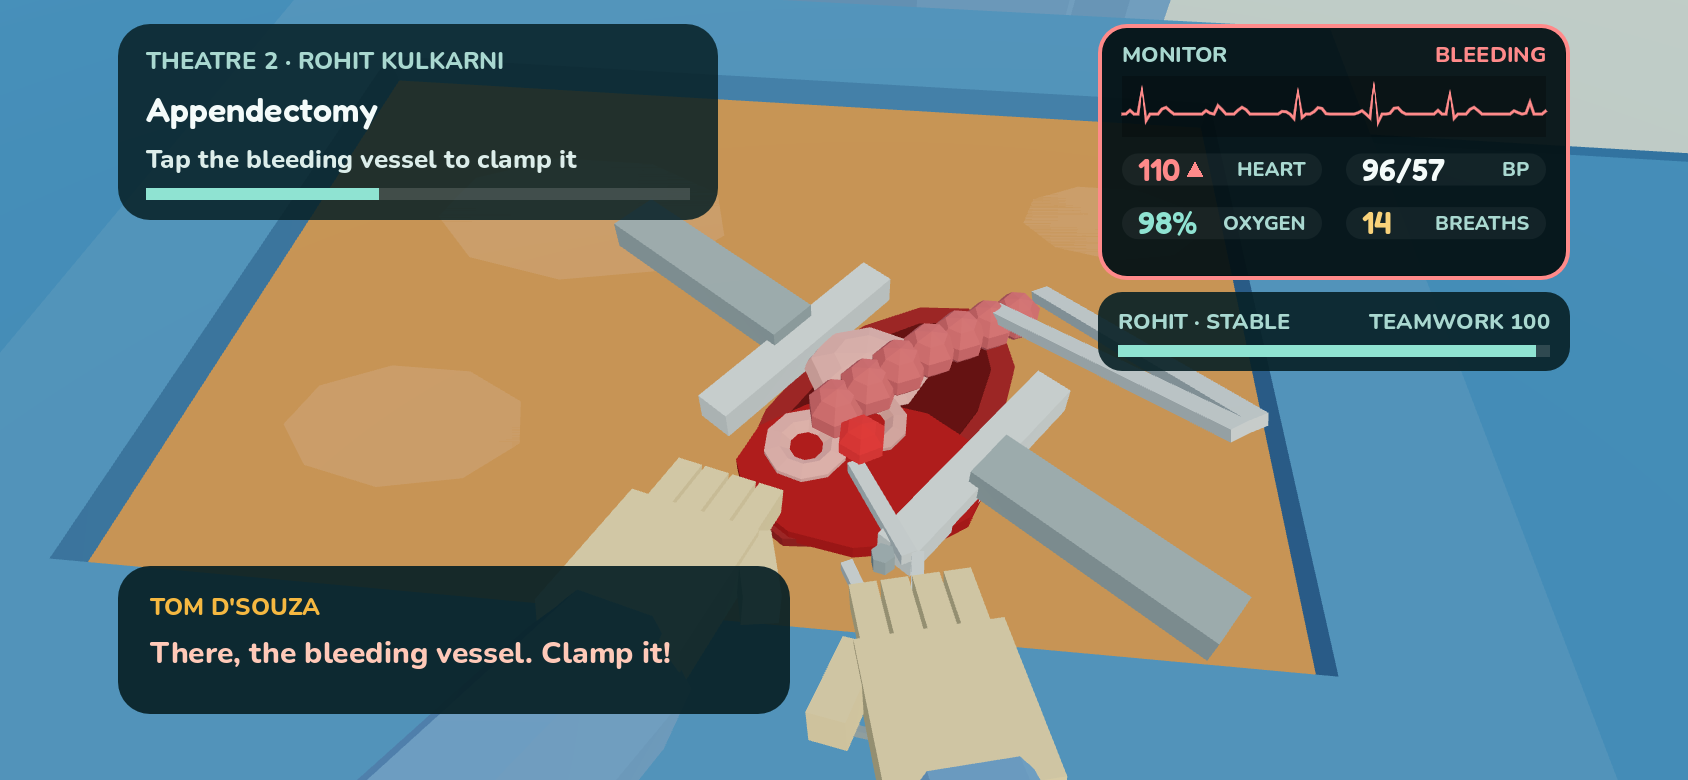 THEATRE 2 · ROHIT KULKARNI
Appendectomy
Tap the bleeding vessel to clamp it
MONITOR BLEEDING
110 ▲ HEART 96/57 BP
98% OXYGEN 14 BREATHS
ROHIT · STABLE TEAMWORK 100
TOM D'SOUZA
There, the bleeding vessel. Clamp it!